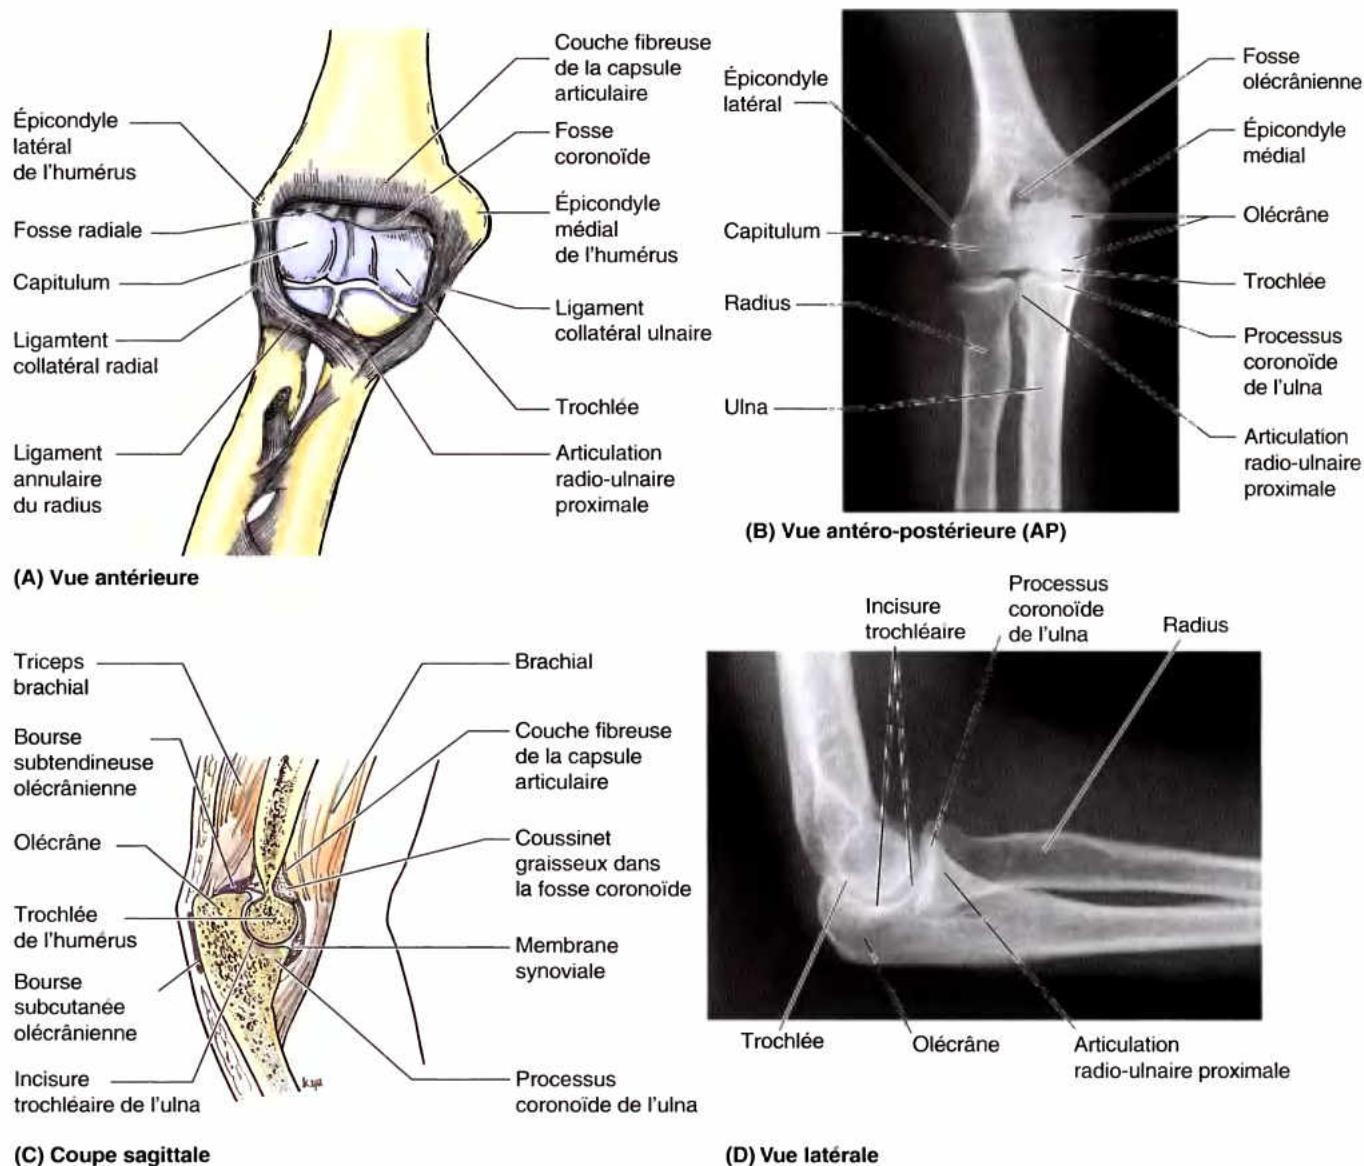 Épicondyle
latéral
de l'humérus
Fosse radiale
Capitulum
Ligamtent
collatéral radial
Ligament
annulaire
du radius
Couche fibreuse
de la capsule
articulaire
Fosse
coronoïde
Épicondyle
médial
de l'humérus
Ligament
collatéral ulnaire
Trochlée
Articulation
radio-ulnaire
proximale
(A) Vue antérieure
Épicondyle
latéral
Capitulum
Radius
Ulna
Fosse
olécrânienne
Épicondyle
médial
Olécrâne
Trochlée
Processus
coronoïde
de l'ulna
Articulation
radio-ulnaire
proximale
(B) Vue antéro-postérieure (AP)
Triceps
brachial
Bourse
subtendineuse
olécrânienne
Olécrâne
Trochlée
de l'humérus
Bourse
subcutanée
olécrânienne
Incisure
trochléaire de l'ulna
Brachial
Couche fibreuse
de la capsule
articulaire
Coussinet
graisseux dans
la fosse coronoïde
Membrane
synoviale
Processus
coronoïde de l'ulna
(C) Coupe sagittale
Incisure
trochléaire
Processus
coronoïde
de l'ulna
Radius
Trochlée
Olécrâne
Articulation
radio-ulnaire proximale
(D) Vue latérale